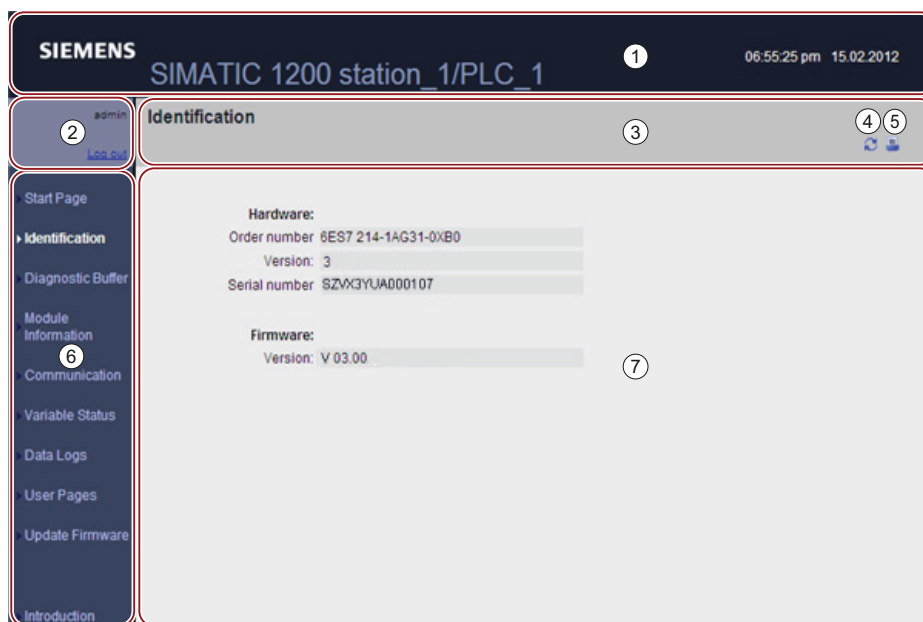 SIEMENS
SIMATIC 1200 station_1/PLC_1
1
06:55:25 pm 15.02.2012
admin
2
Log out
Identification
3
4 5
Start Page
Identification
Diagnostic Buffer
Module
Information
6
Communication
Variable Status
Data Logs
User Pages
Update Firmware
Introduction
Hardware:
Order number 6ES7 214-1AG31-0XB0
Version: 3
Serial number SZVX3YUA000107
Firmware:
Version: V 03.00
7